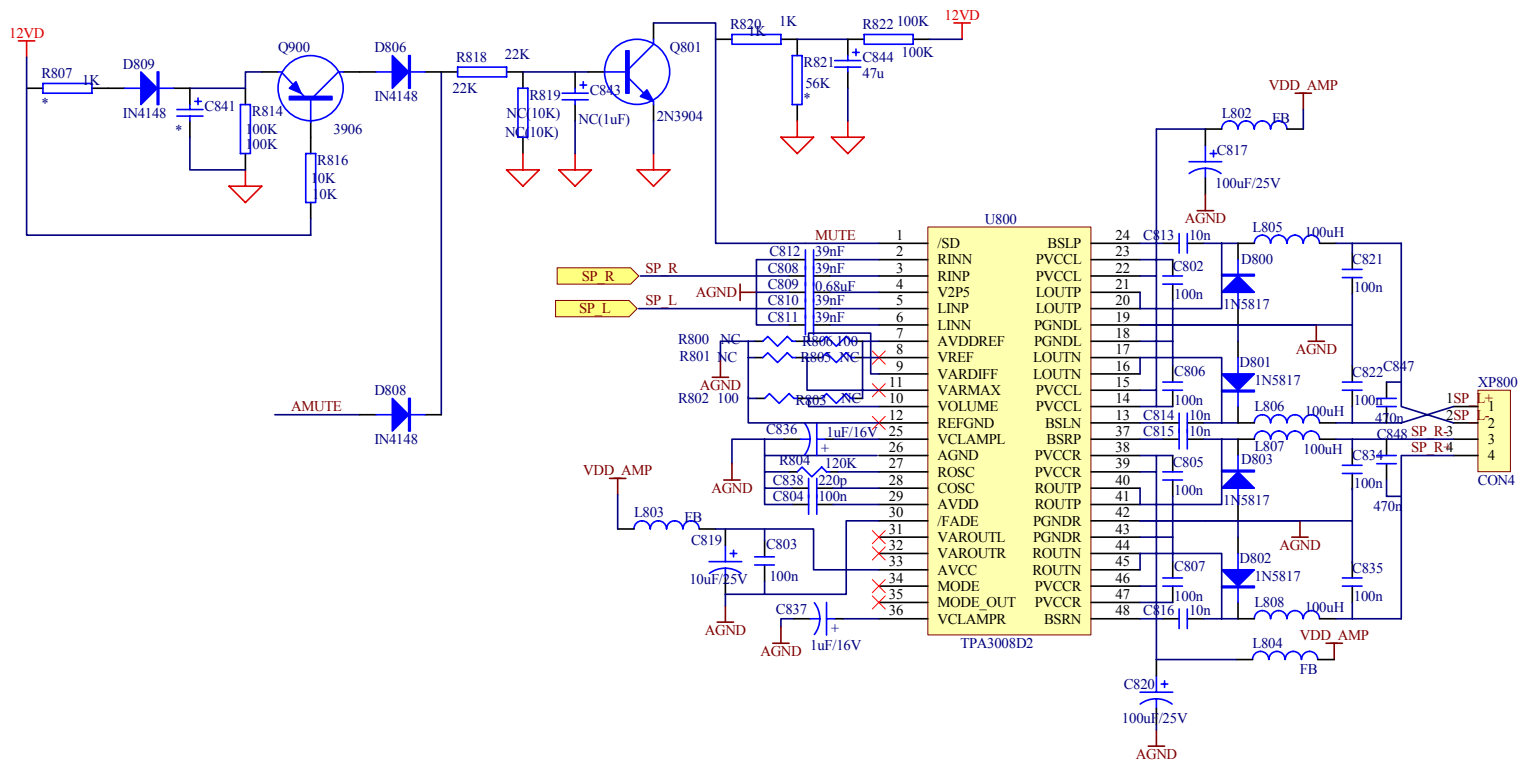 12VD
R807 1K
*
D809
IN4148
C841
*
R814
100K
100K
Q900
3906
R816
10K
10K
D806
IN4148
R818 22K
22K
R819
NC(10K)
NC(10K)
C843
NC(1uF)
Q801
2N3904
R820 1K
1K
R821
56K
*
C844
47u
R822 100K
100K
12VD
VDD_AMP
L802 FB
C817
100uF/25V
AGND
U800
MUTE
C812 39nF
SP_R SP_R
C808 39nF
AGND C809 0.68uF
SP_L SP_L
C810 39nF
C811 39nF
R800 NC R806 100
R801 NC R805 NC
AGND
R802 100 R803 NC
AMUTE D808
IN4148
C836 1uF/16V
AGND
R804 120K
C838 220p
C804 100n
VDD_AMP
L803 FB
C819
10uF/25V
C803
100n
AGND
C837
1uF/16V
AGND
1 /SD BSLP 24
2 RINN PVCCL 23
3 RINP PVCCL 22
4 V2P5 LOUTP 21
5 LINP LOUTP 20
6 LINN PGNDL 19
7 AVDDREF PGNDL 18
8 VREF LOUTN 17
9 VARDIFF LOUTN 16
11 VARMAX PVCCL 15
10 VOLUME PVCCL 14
12 REFGND BSLN 13
25 VCLAMPL BSRP 37
26 AGND PVCCR 38
27 ROSC PVCCR 39
28 COSC ROUTP 40
29 AVDD ROUTP 41
30 /FADE PGNDR 42
31 VAROUTL PGNDR 43
32 VAROUTR ROUTN 44
33 AVCC ROUTN 45
34 MODE PVCCR 46
35 MODE_OUT PVCCR 47
36 VCLAMPR BSRN 48
TPA3008D2
C813 10n
L805 100uH
C802
100n
D800
1N5817
C821
100n
AGND
C806
100n
D801
1N5817
C822
100n
C847
470n
C814 10n
L806 100uH
C815 10n
L807 100uH
C805
100n
D803
1N5817
C834
100n
C848
470n
AGND
C807
100n
D802
1N5817
C835
100n
C816 10n
L808 100uH
XP800
1 SP_L+ 1
2 SP_L- 2
SP_R- 3 3
SP_R+ 4 4
CON4
VDD_AMP
L804
FB
C820
100uF/25V
AGND